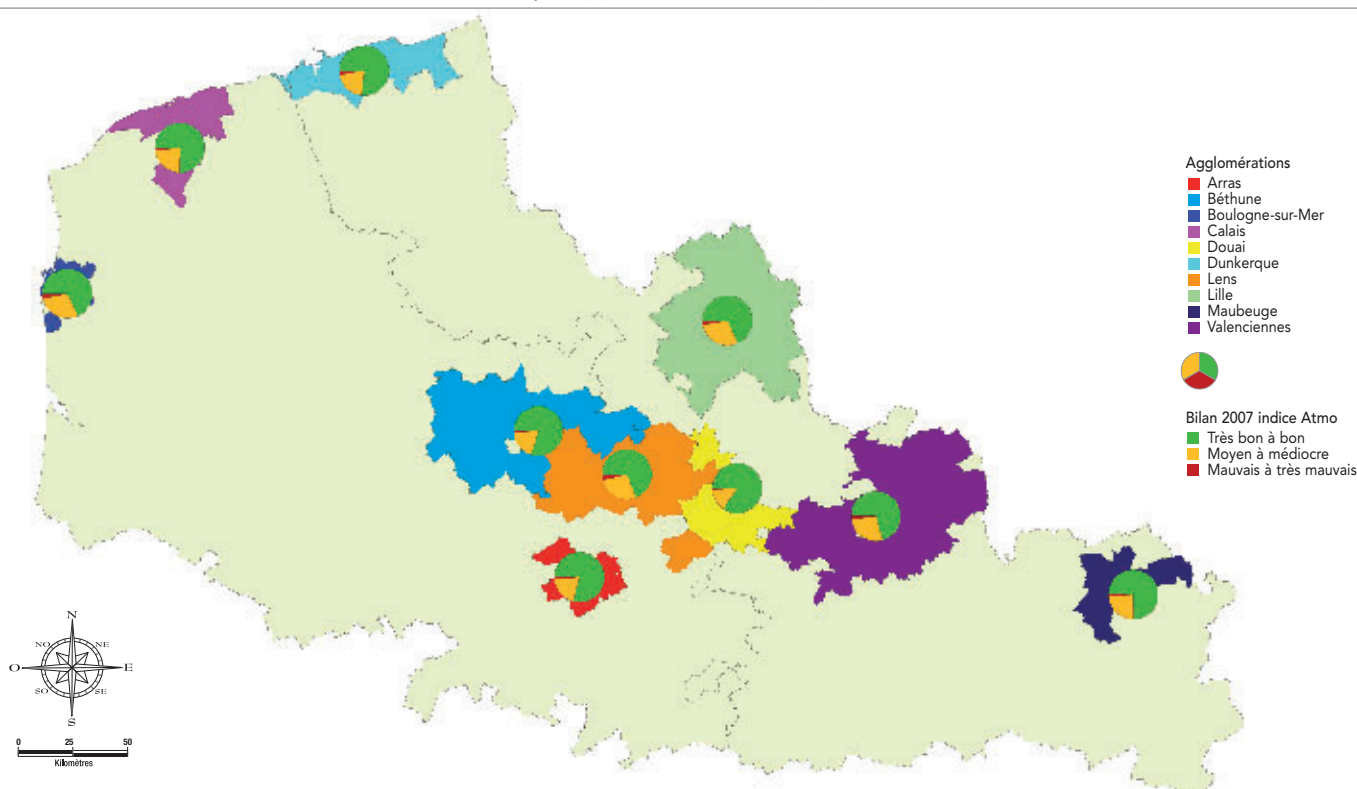 Agglomérations
Arras
Béthune
Boulogne-sur-Mer
Calais
Douai
Dunkerque
Lens
Lille
Maubeuge
Valenciennes
Bilan 2007 indice Atmo
Très bon à bon
Moyen à médiocre
Mauvais à très mauvais
N
NO
NE
O
E
SO
SE
S
0 25 50
Kilomètres